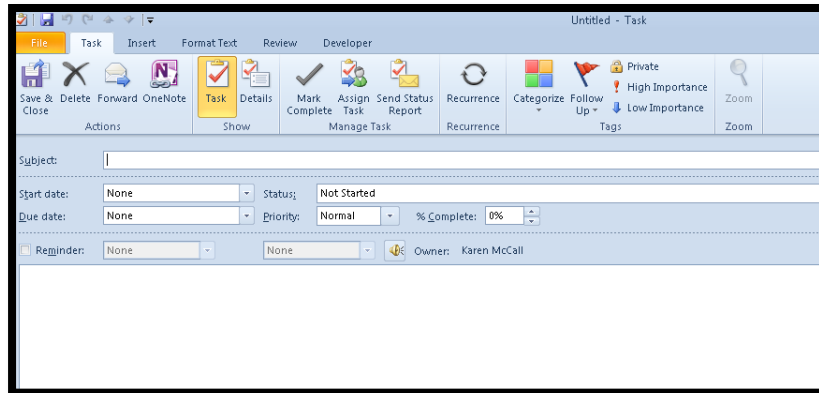 Untitled - Task
File Task Insert Format Text Review Developer
Save & Close Delete Forward OneNote Task Details Mark Complete Assign Task Send Status Report Recurrence Categorize Follow Up Private Zoom
High Importance
Low Importance
Actions Show Manage Task Recurrence Tags Zoom
Subject:
Start date: None Status: Not Started
Due date: None Priority: Normal % Complete: 0%
Reminder: None None Owner: Karen McCall